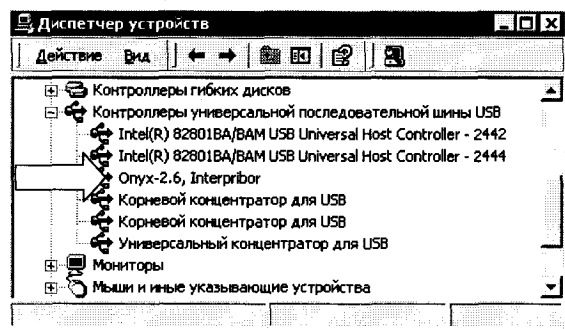 Диспетчер устройств
Действие Вид
Контроллеры гибких дисков
Контроллеры универсальной последовательной шины USB
Intel(R) 82801BA/BAM USB Universal Host Controller - 2442
Intel(R) 82801BA/BAM USB Universal Host Controller - 2444
Onyx-2.6, Interpribor
Корневой концентратор для USB
Корневой концентратор для USB
Универсальный концентратор для USB
Мониторы
Мыши и иные указывающие устройства